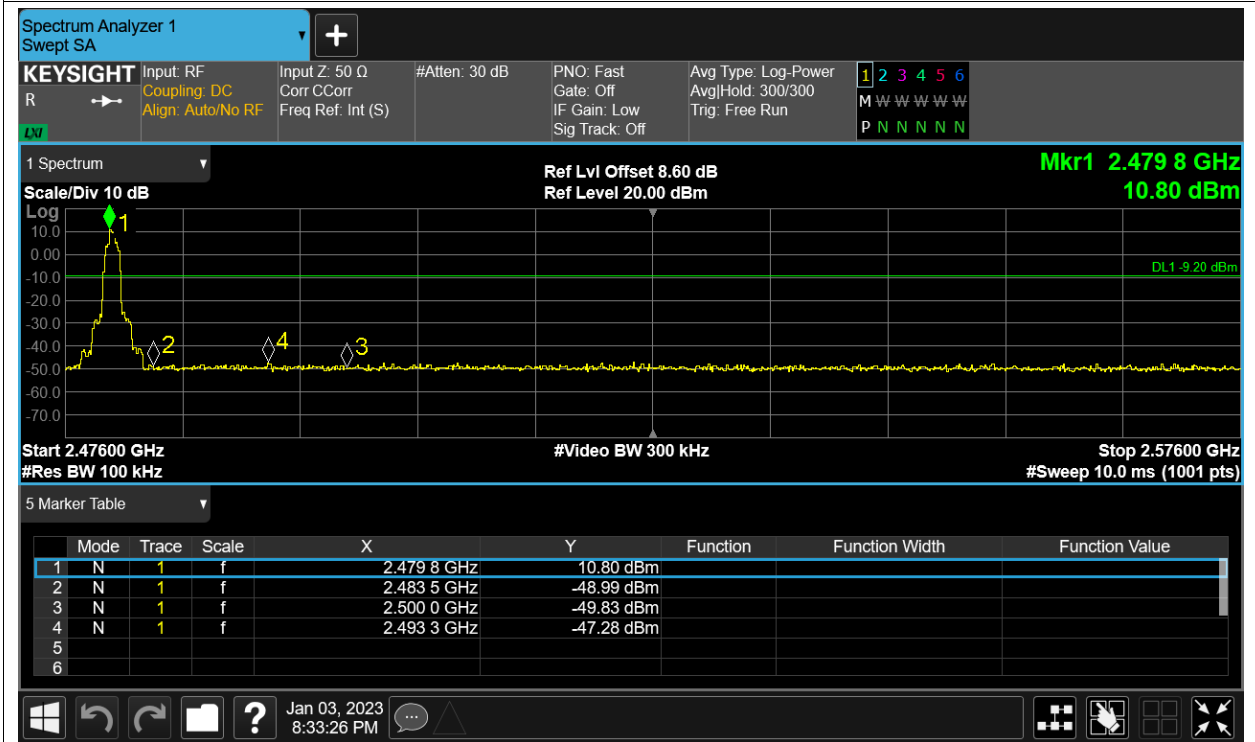 Spectrum Analyzer 1
Swept SA
+
KEYSIGHT
R
LXI
Input: RF
Coupling: DC
Align: Auto/No RF
Input Z: 50 Ω
Corr CCorr
Freq Ref: Int (S)
#Atten: 30 dB
PNO: Fast
Gate: Off
IF Gain: Low
Sig Track: Off
Avg Type: Log-Power
Avg|Hold: 300/300
Trig: Free Run
1 2 3 4 5 6
M W W W W W
P N N N N N
1 Spectrum
Scale/Div 10 dB
Ref Lvl Offset 8.60 dB
Ref Level 20.00 dBm
Mkr1 2.479 8 GHz
10.80 dBm
Log
10.0
0.00
-10.0
-20.0
-30.0
-40.0
-50.0
-60.0
-70.0
1
2
4
3
DL1 -9.20 dBm
Start 2.47600 GHz
#Res BW 100 kHz
#Video BW 300 kHz
Stop 2.57600 GHz
#Sweep 10.0 ms (1001 pts)
5 Marker Table
Mode Trace Scale X Y Function Function Width Function Value
1 N 1 f 2.479 8 GHz 10.80 dBm
2 N 1 f 2.483 5 GHz -48.99 dBm
3 N 1 f 2.500 0 GHz -49.83 dBm
4 N 1 f 2.493 3 GHz -47.28 dBm
5
6
?
Jan 03, 2023
8:33:26 PM